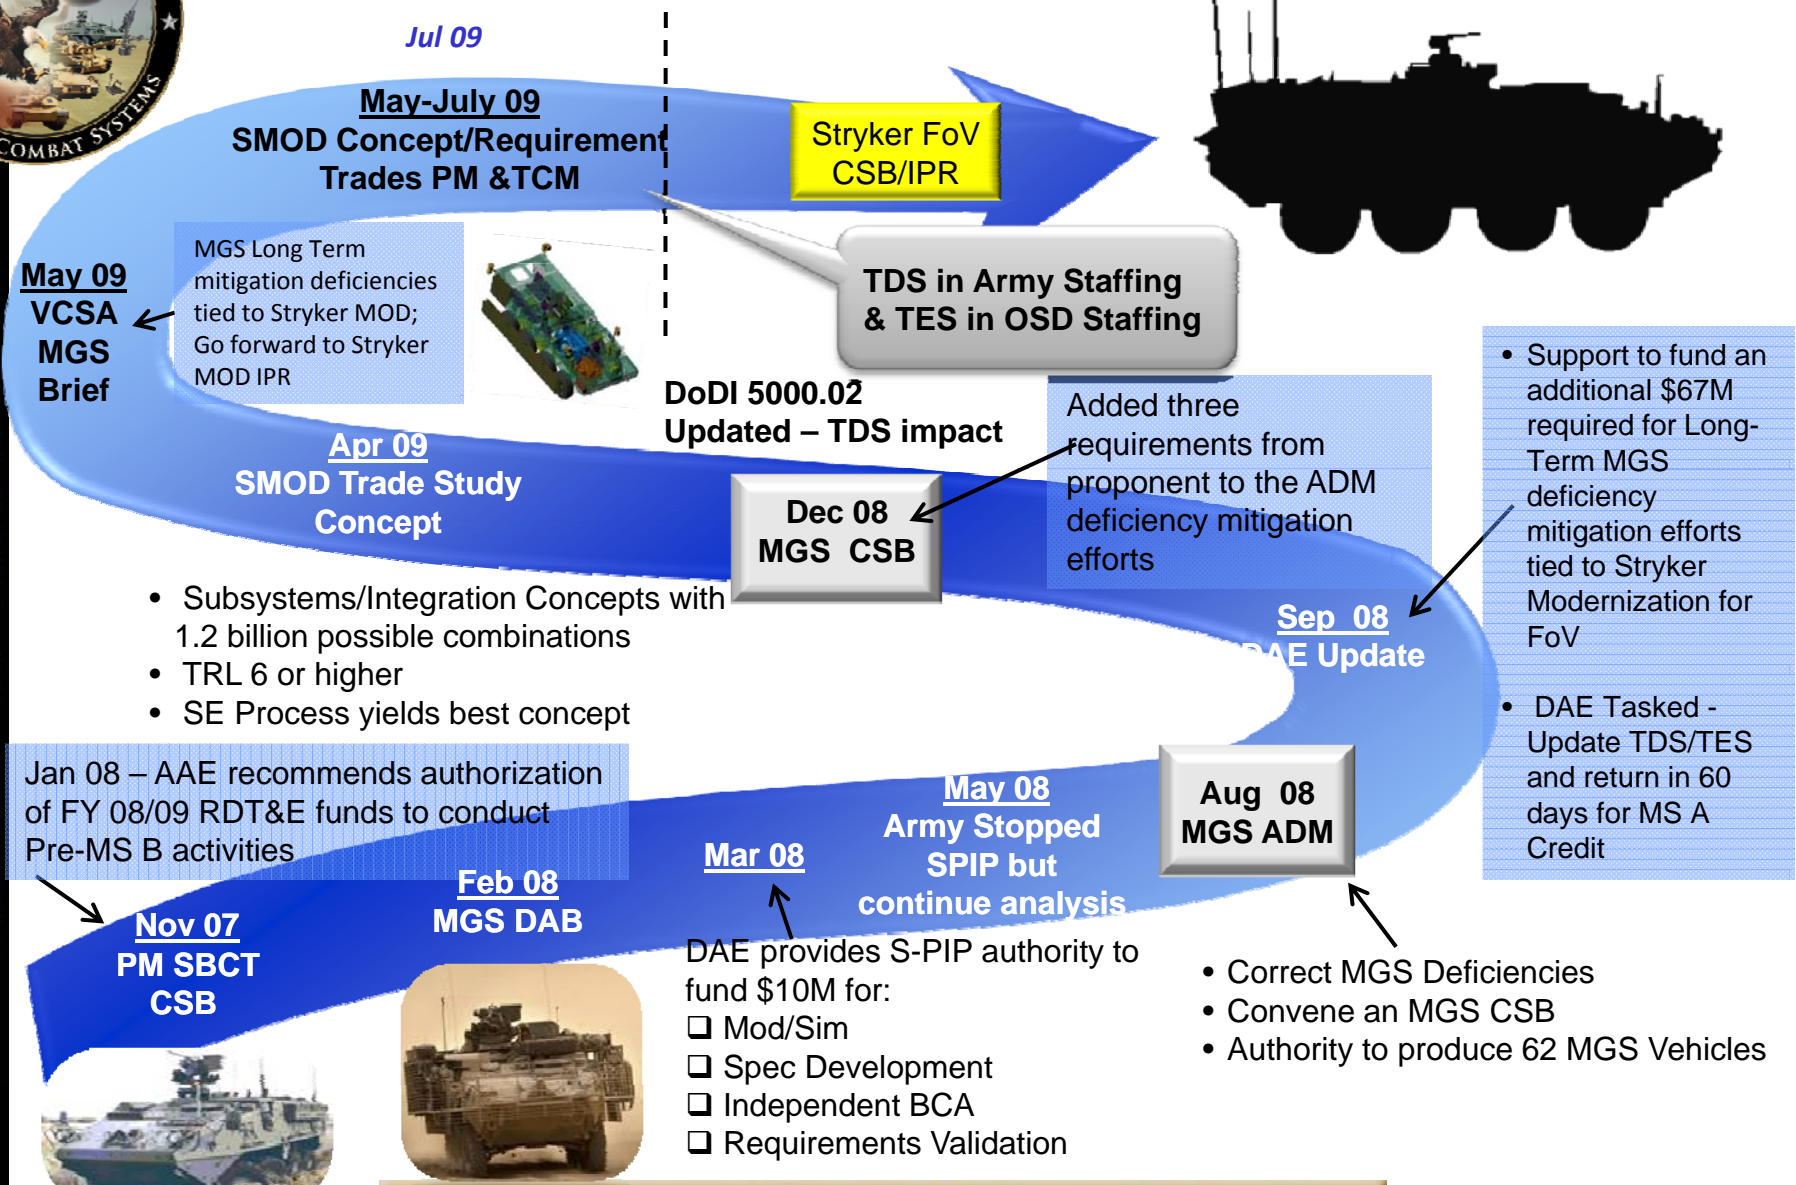 COMBAT SYSTEMS
Jul 09
May-July 09
SMOD Concept/Requirement
Trades PM &TCM
Stryker FoV
CSB/IPR
TDS in Army Staffing
& TES in OSD Staffing
May 09
VCSA
MGS
Brief
MGS Long Term
mitigation deficiencies
tied to Stryker MOD;
Go forward to Stryker
MOD IPR
DoDI 5000.02
Updated – TDS impact
Apr 09
SMOD Trade Study
Concept
Dec 08
MGS CSB
Added three
requirements from
proponent to the ADM
deficiency mitigation
efforts
• Support to fund an
additional $67M
required for Long-
Term MGS
deficiency
mitigation efforts
tied to Stryker
Modernization for
FoV
• DAE Tasked -
Update TDS/TES
and return in 60
days for MS A
Credit
Sep 08
DAE Update
• Subsystems/Integration Concepts with
1.2 billion possible combinations
• TRL 6 or higher
• SE Process yields best concept
Jan 08 – AAE recommends authorization
of FY 08/09 RDT&E funds to conduct
Pre-MS B activities
Nov 07
PM SBCT
CSB
Feb 08
MGS DAB
Mar 08
May 08
Army Stopped
SPIP but
continue analysis
Aug 08
MGS ADM
DAE provides S-PIP authority to
fund $10M for:
❑ Mod/Sim
❑ Spec Development
❑ Independent BCA
❑ Requirements Validation
• Correct MGS Deficiencies
• Convene an MGS CSB
• Authority to produce 62 MGS Vehicles